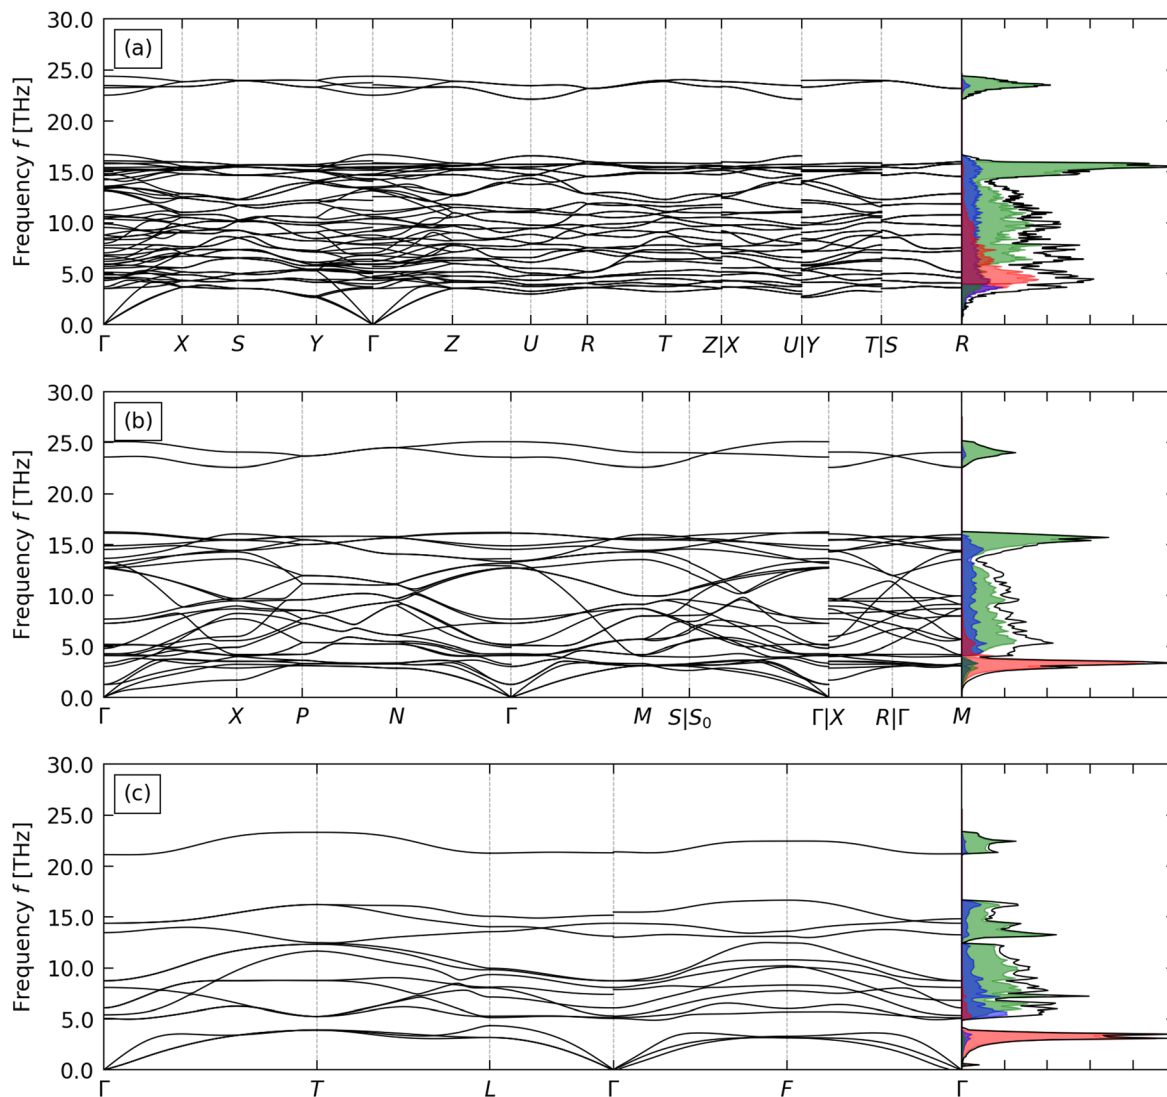 30.0
(a)
25.0
20.0
15.0
10.0
5.0
0.0
Frequency f [THz]
Γ X S Y Γ Z U R T Z|X U|Y T|S R
30.0
(b)
25.0
20.0
15.0
10.0
5.0
0.0
Frequency f [THz]
Γ X P N Γ M S|S₀ Γ|X R|Γ M
30.0
(c)
25.0
20.0
15.0
10.0
5.0
0.0
Frequency f [THz]
Γ T L Γ F Γ